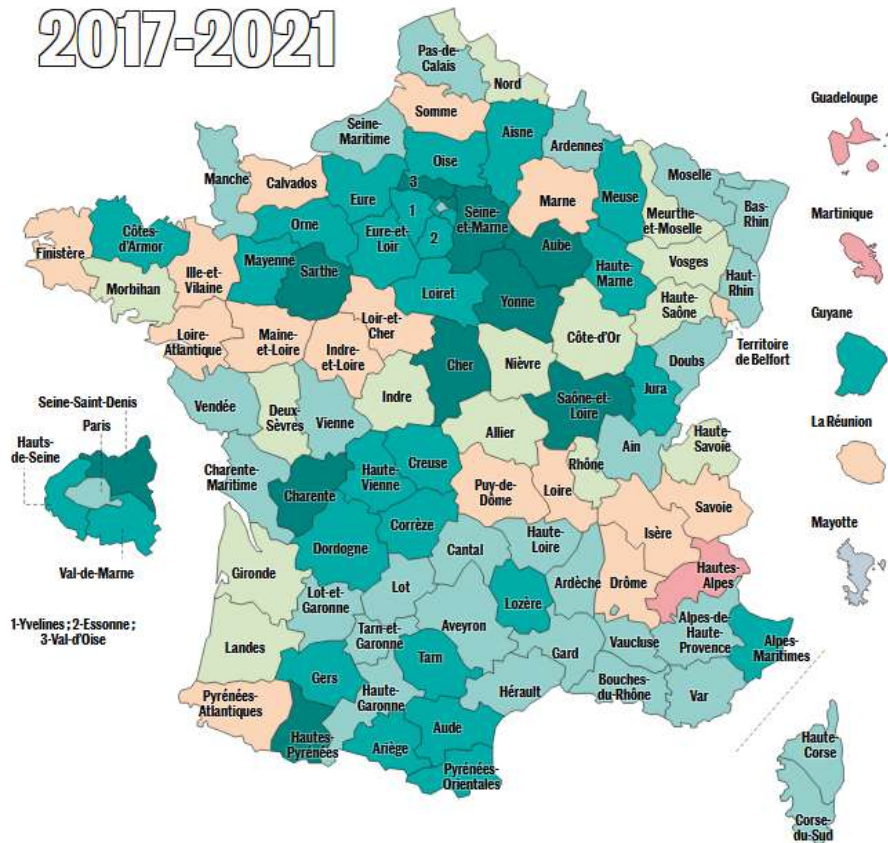 2017-2021
Pas-de-
Calais
Nord
Somme
Seine-
Maritime
Aisne
Ardennes
Oise
Manche
Calvados
Eure
3
1
2
Seine-
et-Marne
Marne
Meuse
Moselle
Meurthe-
et-Moselle
Bas-
Rhin
Finistère
Côtes-
d'Armor
Orne
Eure-et
Loir
Mayenne
Sarthe
Aube
Haute-
Marne
Vosges
Haut-
Rhin
Morbihan
Ille-et-
Vilaine
Loiret
Yonne
Haute-
Saône
Territoire
de Belfort
Loire-
Atlantique
Maine-
et-Loire
Indre-
et-Loire
Loir-et
Cher
Cher
Nièvre
Côte-d'Or
Doubs
Jura
Vendée
Deux-
Sèvres
Vienne
Indre
Allier
Saône-et
Loire
Ain
Haute-
Savoie
Charente-
Maritime
Charente
Haute-
Vienne
Creuse
Puy-de-
Dôme
Loire
Rhône
Savoie
Isère
Corrèze
Dordogne
Gironde
Cantal
Haute-
Loire
Ardèche
Drôme
Hautes-
Alpes
Lot-et-
Garonne
Lot
Aveyron
Lozère
Landes
Tarn-et-
Garonne
Tarn
Gard
Vaucluse
Alpes-de-
Haute-
Provence
Alpes-
Maritimes
Gers
Haute-
Garonne
Hérault
Bouches-
du-Rhône
Var
Pyrénées-
Atlantiques
Hautes-
Pyrénées
Ariège
Aude
Pyrénées-
Orientales
Haute-
Corse
Corse-
du-Sud
Seine-Saint-Denis
Paris
Hauts-
de-Seine
Val-de-Marne
1-Yvelines ; 2-Essonne ;
3-Val-d'Oise
Guadeloupe
Martinique
Guyane
La Réunion
Mayotte